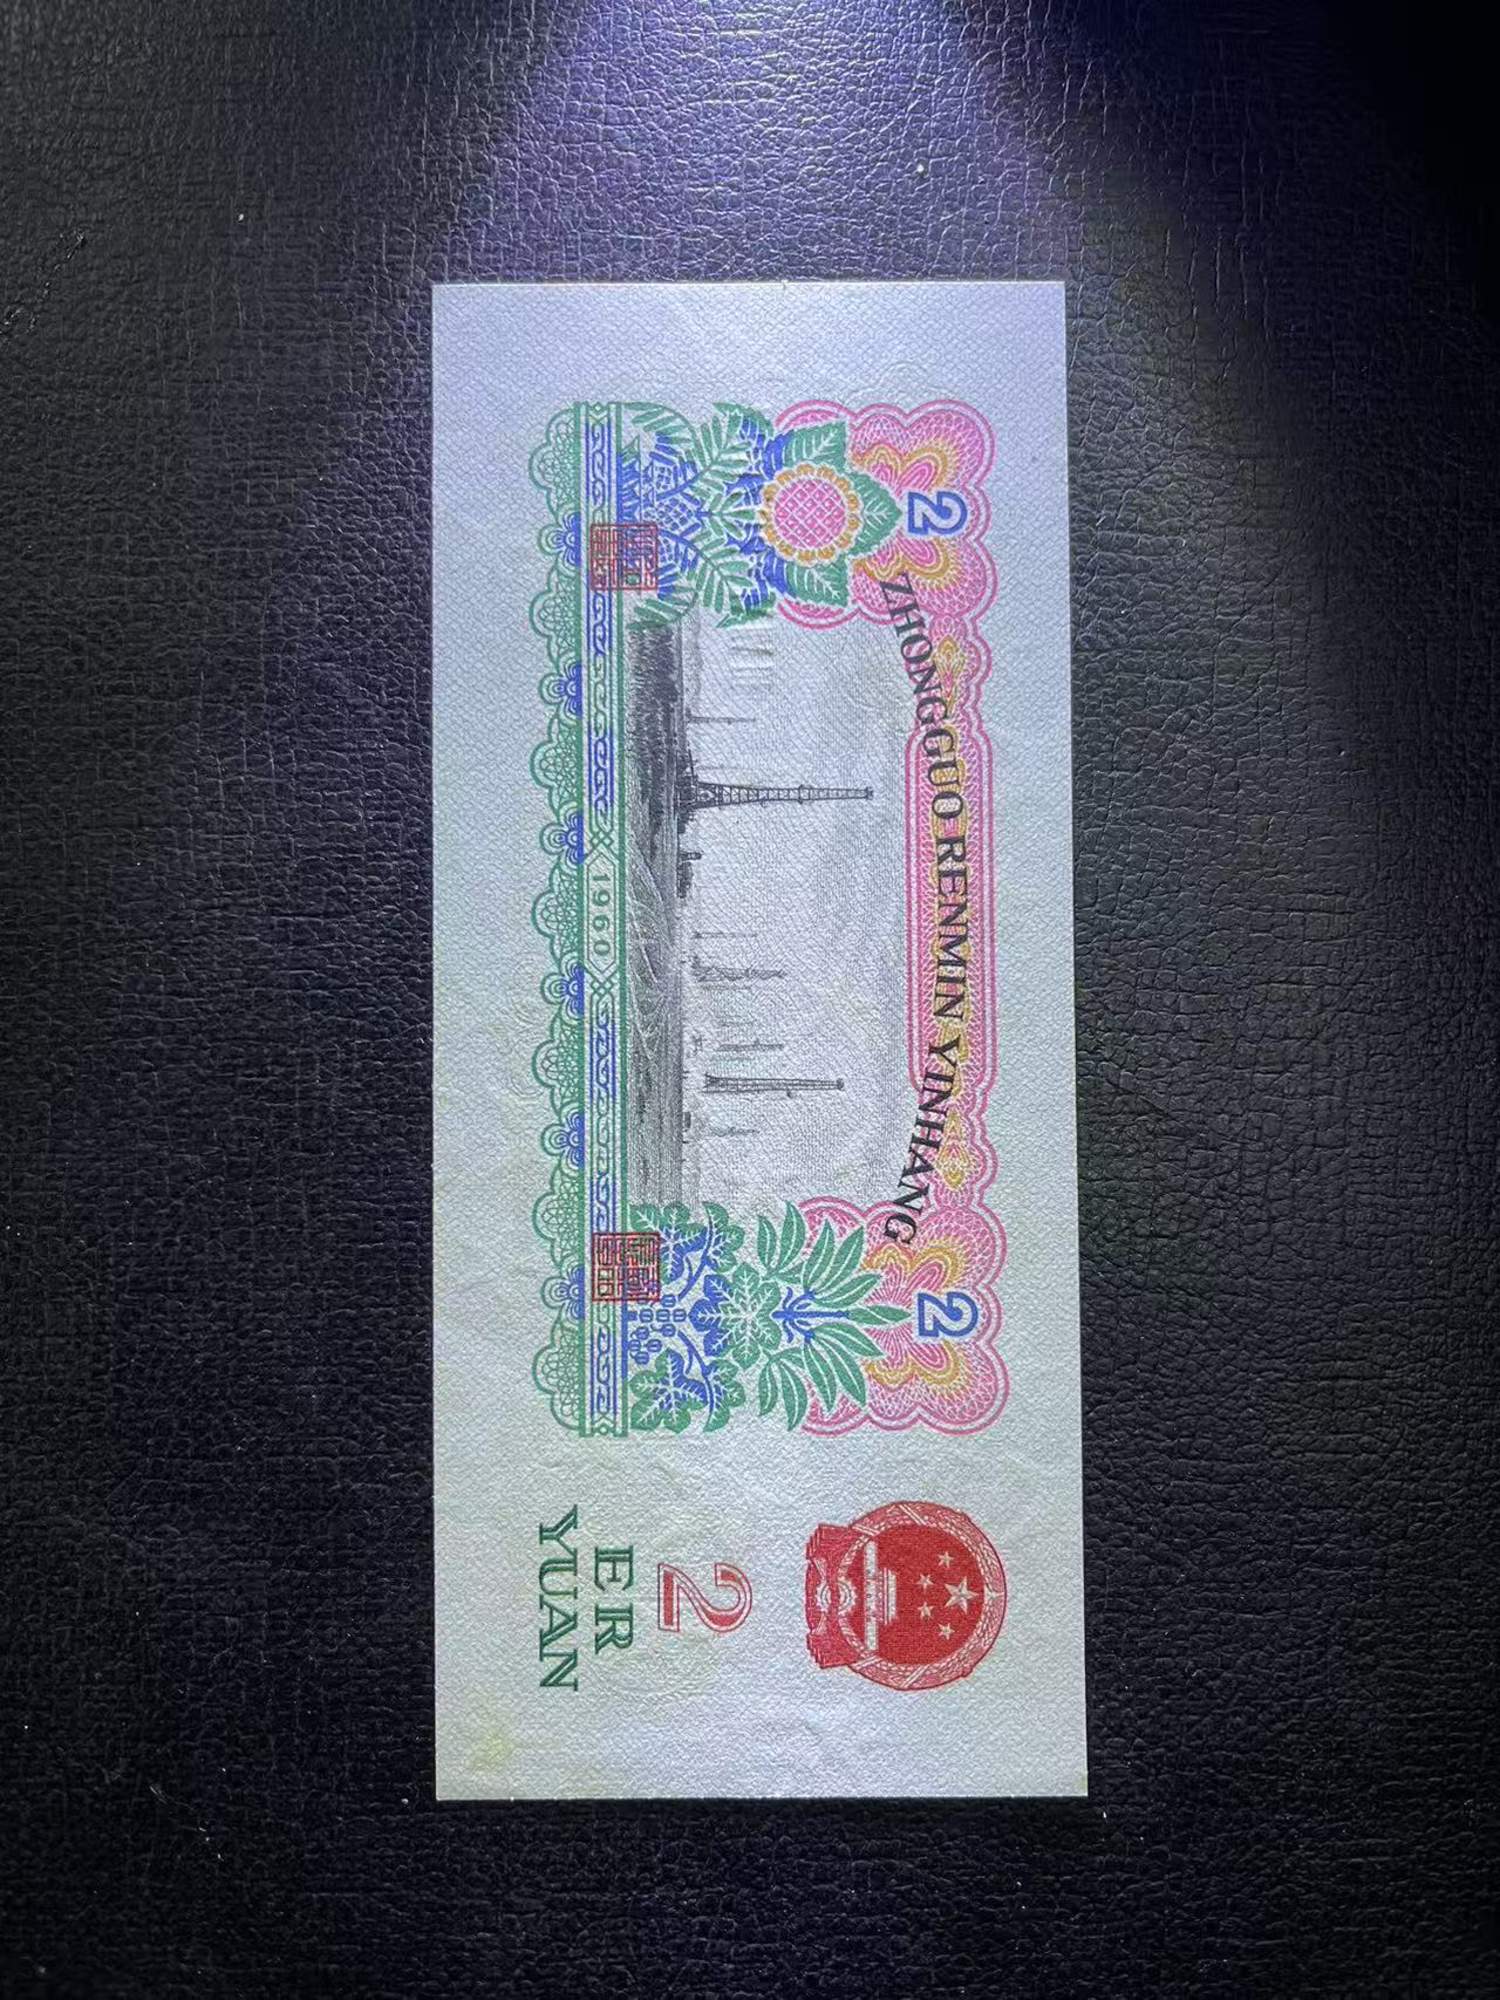 ZHONGGUO RENMIN YINHANG
2
2
1960
2
ER
YUAN